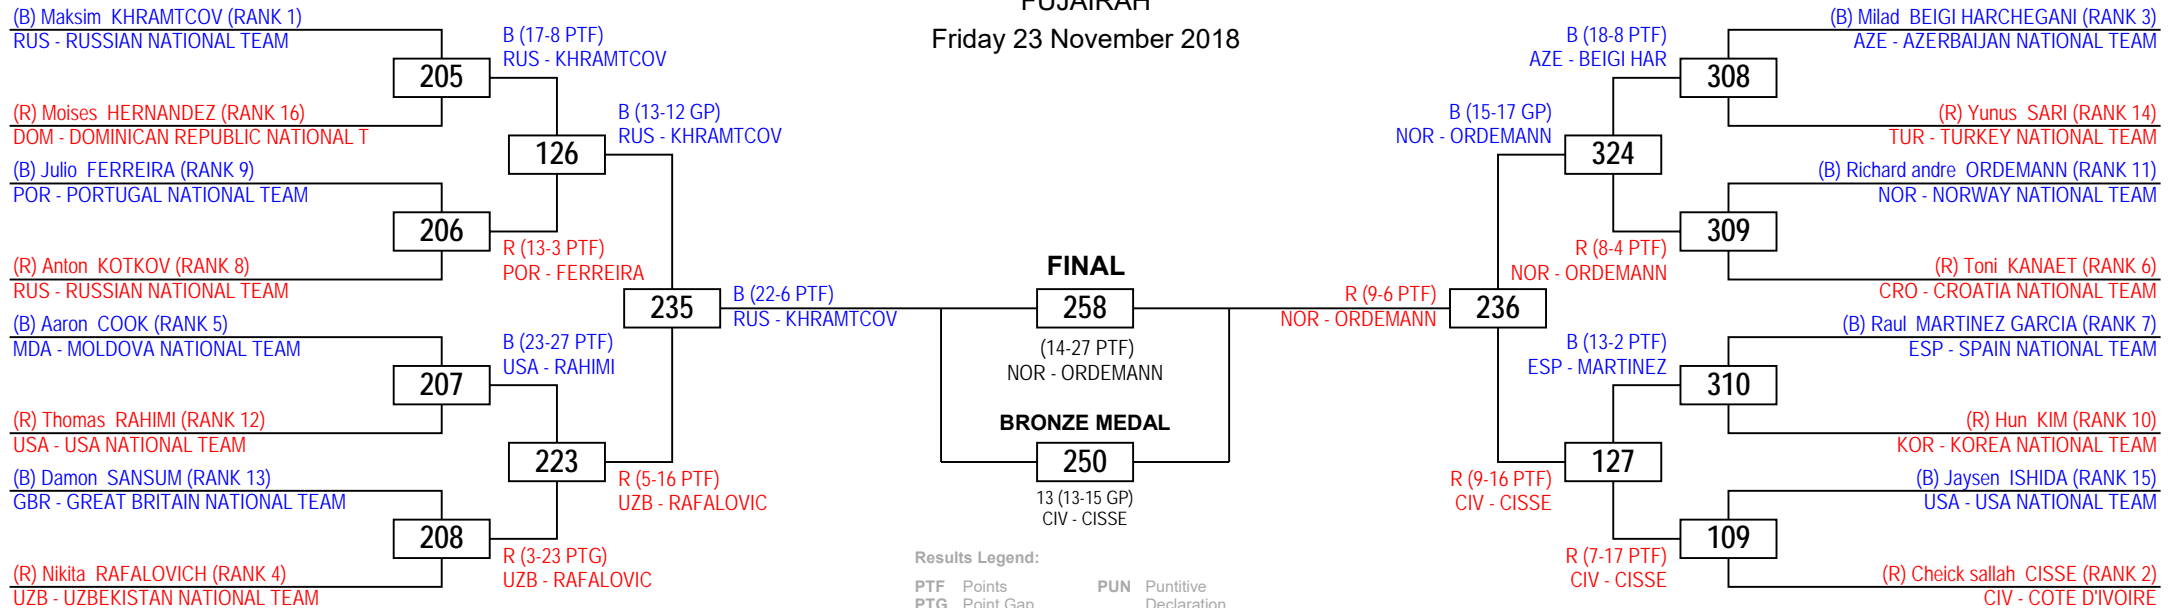 FUJAIRAH
Friday 23 November 2018
(B) Maksim KHRAMTCOV (RANK 1)
RUS - RUSSIAN NATIONAL TEAM
205
(R) Moises HERNANDEZ (RANK 16)
DOM - DOMINICAN REPUBLIC NATIONAL T
(B) Julio FERREIRA (RANK 9)
POR - PORTUGAL NATIONAL TEAM
206
(R) Anton KOTKOV (RANK 8)
RUS - RUSSIAN NATIONAL TEAM
(B) Aaron COOK (RANK 5)
MDA - MOLDOVA NATIONAL TEAM
207
(R) Thomas RAHIMI (RANK 12)
USA - USA NATIONAL TEAM
(B) Damon SANSUM (RANK 13)
GBR - GREAT BRITAIN NATIONAL TEAM
208
(R) Nikita RAFALOVICH (RANK 4)
UZB - UZBEKISTAN NATIONAL TEAM
B (17-8 PTF)
RUS - KHRAMTCOV
126
R (13-3 PTF)
POR - FERREIRA
B (23-27 PTF)
USA - RAHIMI
223
R (3-23 PTG)
UZB - RAFALOVIC
B (13-12 GP)
RUS - KHRAMTCOV
235
R (5-16 PTF)
UZB - RAFALOVIC
B (22-6 PTF)
RUS - KHRAMTCOV
FINAL
258
(14-27 PTF)
NOR - ORDEMANN
BRONZE MEDAL
250
13 (13-15 GP)
CIV - CISSE
Results Legend:
PTF Points
PUN Puntitive
PTG Point Gap
Declaration
R (9-6 PTF)
NOR - ORDEMANN
B (15-17 GP)
NOR - ORDEMANN
236
R (9-16 PTF)
CIV - CISSE
B (18-8 PTF)
AZE - BEIGI HAR
324
R (8-4 PTF)
NOR - ORDEMANN
B (13-2 PTF)
ESP - MARTINEZ
127
R (7-17 PTF)
CIV - CISSE
(B) Milad BEIGI HARCHEGANI (RANK 3)
AZE - AZERBAIJAN NATIONAL TEAM
308
(R) Yunus SARI (RANK 14)
TUR - TURKEY NATIONAL TEAM
(B) Richard andre ORDEMANN (RANK 11)
NOR - NORWAY NATIONAL TEAM
309
(R) Toni KANAET (RANK 6)
CRO - CROATIA NATIONAL TEAM
(B) Raul MARTINEZ GARCIA (RANK 7)
ESP - SPAIN NATIONAL TEAM
310
(R) Hun KIM (RANK 10)
KOR - KOREA NATIONAL TEAM
(B) Jaysen ISHIDA (RANK 15)
USA - USA NATIONAL TEAM
109
(R) Cheick sallah CISSE (RANK 2)
CIV - COTE D'IVOIRE